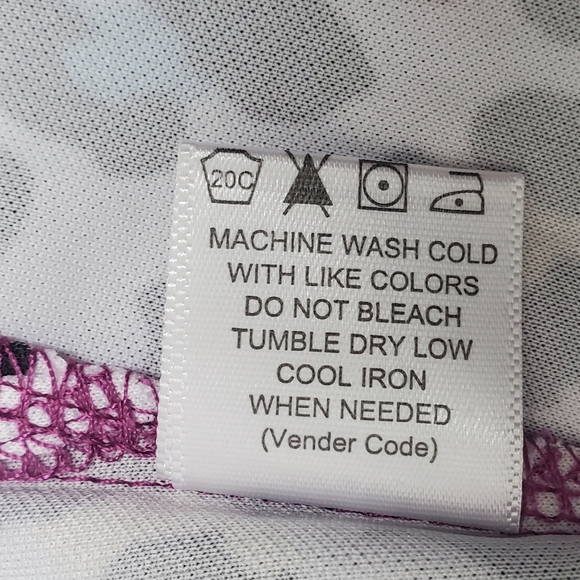 20C
MACHINE WASH COLD
WITH LIKE COLORS
DO NOT BLEACH
TUMBLE DRY LOW
COOL IRON
WHEN NEEDED
(Vender Code)